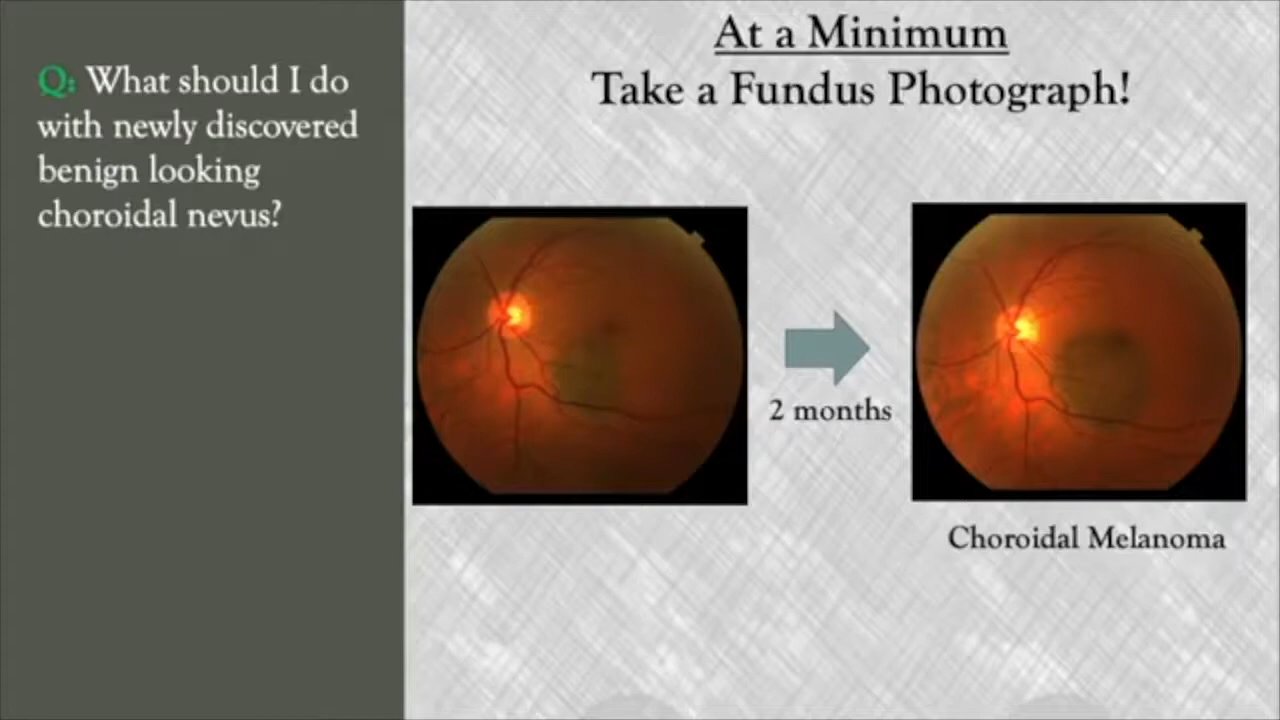 Q: What should I do
with newly discovered
benign looking
choroidal nevus?
At a Minimum
Take a Fundus Photograph!
2 months
Choroidal Melanoma